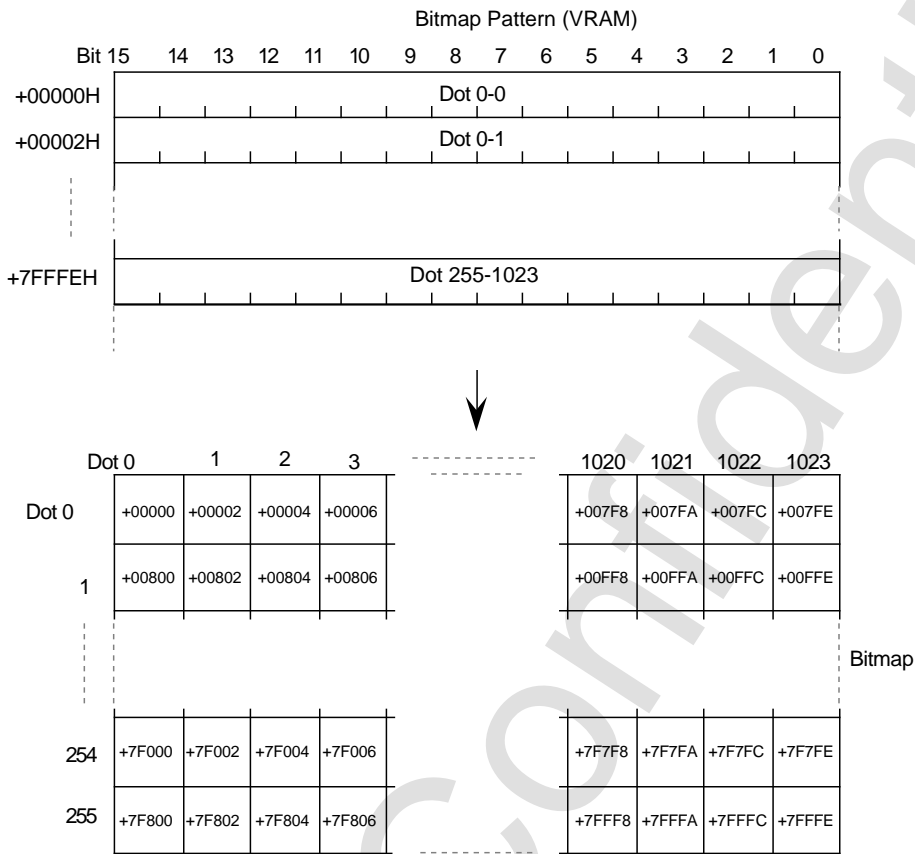 Bitmap Pattern (VRAM)
Bit 15 14 13 12 11 10 9 8 7 6 5 4 3 2 1 0
+00000H Dot 0-0
+00002H Dot 0-1
+7FFFEH Dot 255-1023
Dot 0 1 2 3 1020 1021 1022 1023
Dot 0 +00000 +00002 +00004 +00006 +007F8 +007FA +007FC +007FE
1 +00800 +00802 +00804 +00806 +00FF8 +00FFA +00FFC +00FFE
Bitmap
254 +7F000 +7F002 +7F004 +7F006 +7F7F8 +7F7FA +7F7FC +7F7FE
255 +7F800 +7F802 +7F804 +7F806 +7FFF8 +7FFFA +7FFFC +7FFFE
Confident